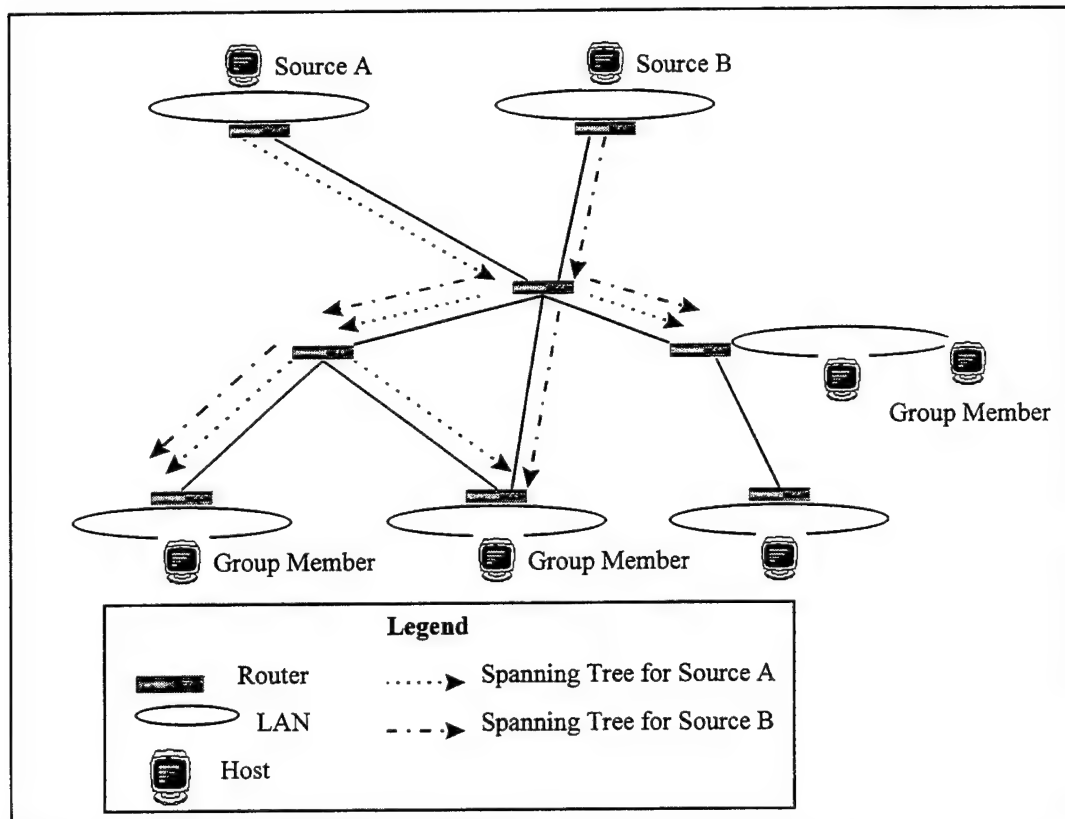 Source A
Source B
Group Member
Group Member
Group Member
Legend
Router
Spanning Tree for Source A
LAN
Spanning Tree for Source B
Host